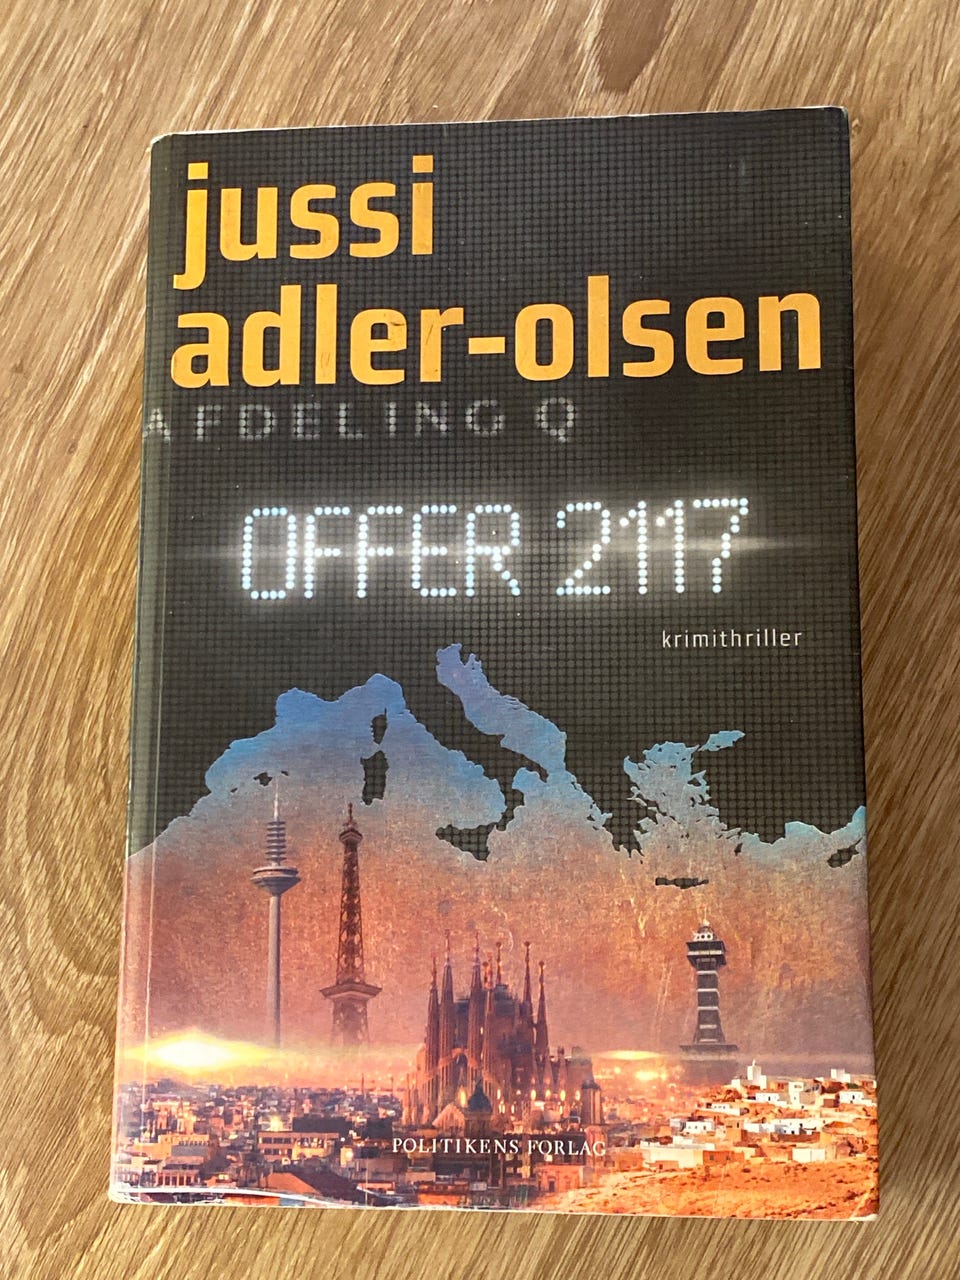 jussi
adler-olsen
AFDELING Q
OFFER 2117
krimithriller
POLITIKENS FORLAG